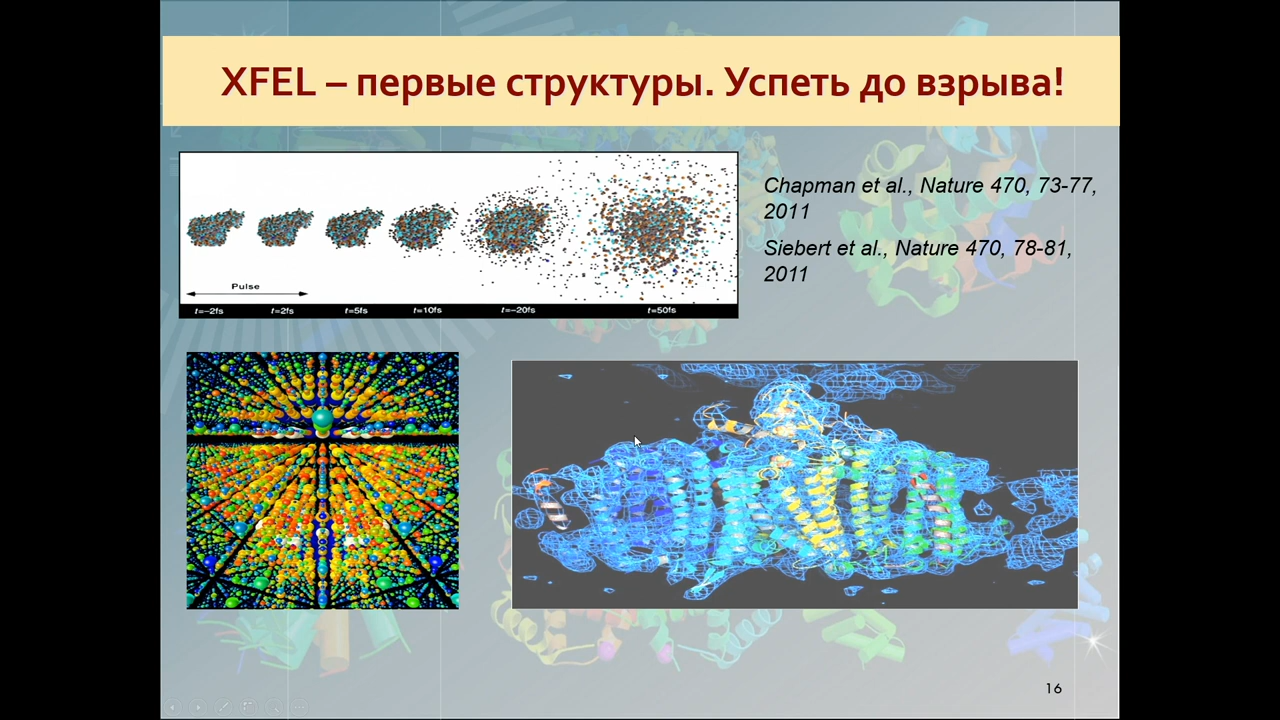 XFEL – первые структуры. Успеть до взрыва!
Chapman et al., Nature 470, 73-77,
2011
Siebert et al., Nature 470, 78-81,
2011
Pulse
t=–2fs t=2fs t=5fs t=10fs t=–20fs t=50fs
16